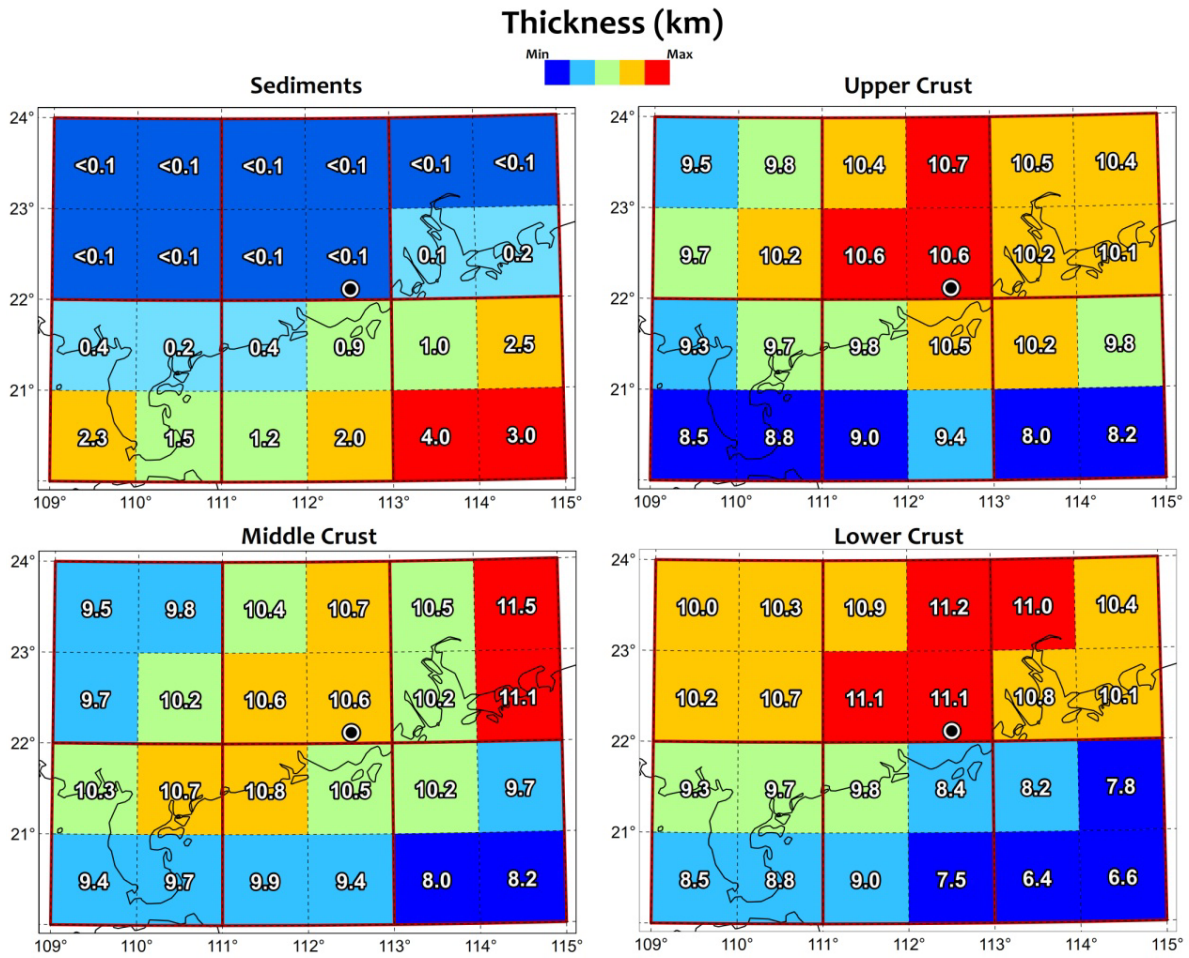 Thickness (km)
Min Max
Sediments
24°
<0.1 <0.1 <0.1 <0.1 <0.1 <0.1
23°
<0.1 <0.1 <0.1 <0.1 0.1 0.2
22°
0.4 0.2 0.4 0.9 1.0 2.5
21°
2.3 1.5 1.2 2.0 4.0 3.0
109° 110 111° 112° 113° 114° 115°
Upper Crust
24°
9.5 9.8 10.4 10.7 10.5 10.4
23°
9.7 10.2 10.6 10.6 10.2 10.1
22°
9.3 9.7 9.8 10.5 10.2 9.8
21°
8.5 8.8 9.0 9.4 8.0 8.2
109° 110° 111° 112° 113° 114° 115°
Middle Crust
24°
9.5 9.8 10.4 10.7 10.5 11.5
23°
9.7 10.2 10.6 10.6 10.2 11.1
22°
10.3 10.7 10.8 10.5 10.2 9.7
21°
9.4 9.7 9.9 9.4 8.0 8.2
109° 110° 111° 112° 113° 114° 115°
Lower Crust
24°
10.0 10.3 10.9 11.2 11.0 10.4
23°
10.2 10.7 11.1 11.1 10.8 10.1
22°
9.3 9.7 9.8 8.4 8.2 7.8
21°
8.5 8.8 9.0 7.5 6.4 6.6
109° 110° 111° 112° 113° 114° 115°